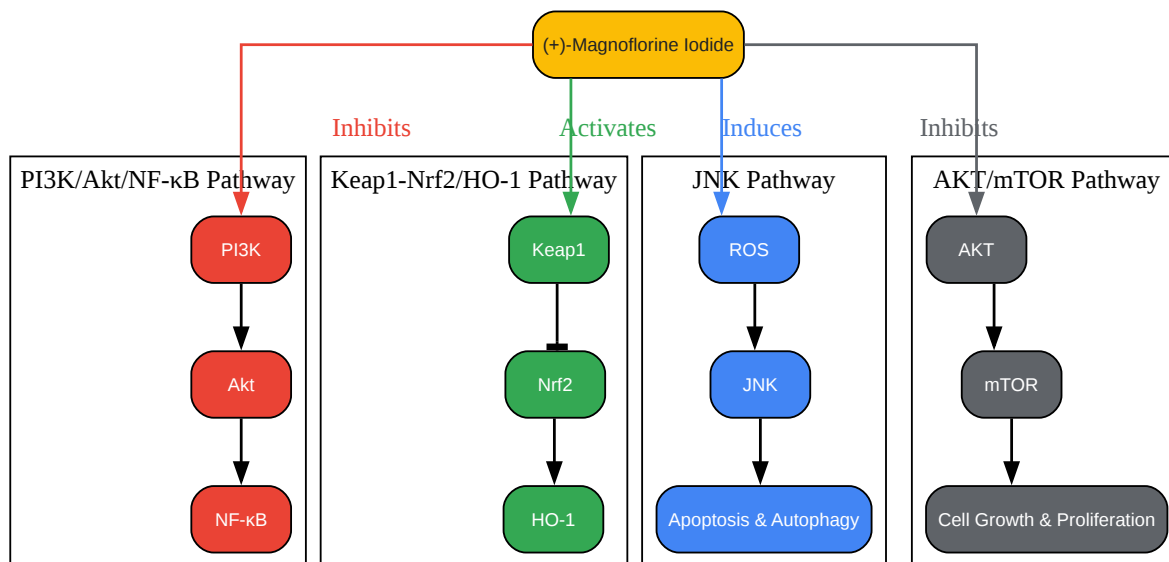 (+)-Magnoflorine Iodide
Inhibits
Activates
Induces
Inhibits
PI3K/Akt/NF-κB Pathway
Keap1-Nrf2/HO-1 Pathway
JNK Pathway
AKT/mTOR Pathway
PI3K
Keap1
ROS
AKT
Akt
Nrf2
JNK
mTOR
NF-κB
HO-1
Apoptosis & Autophagy
Cell Growth & Proliferation